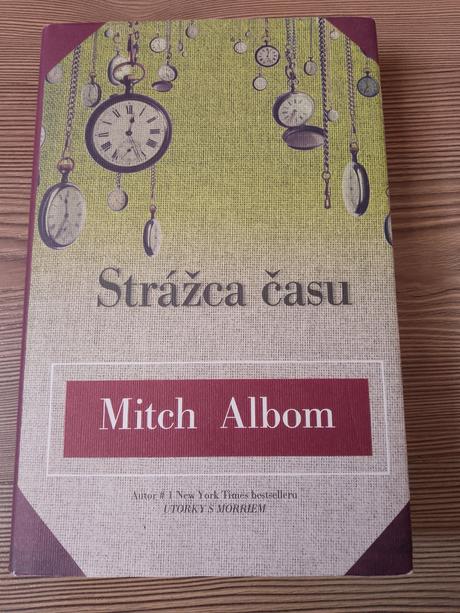 Strážca času
Mitch Albom
Autor # 1 New York Times bestselleru
UTORKY S MORRIEM